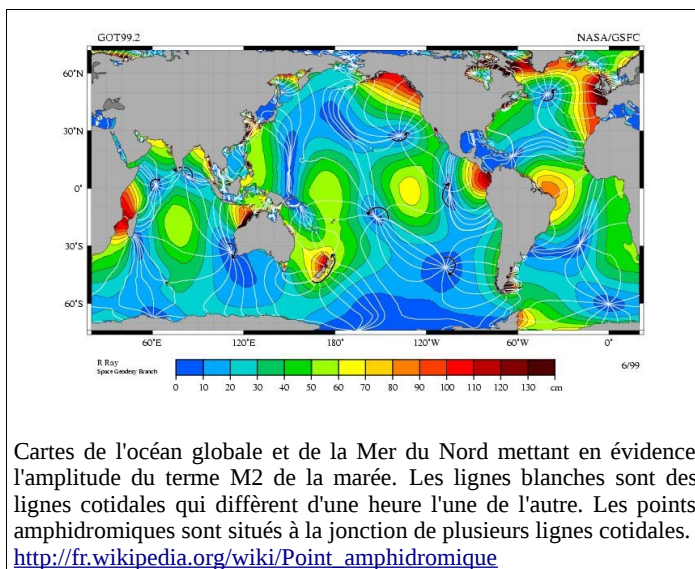 GOT99.2 NASA/GSFC
60°N
30°N
0°
30°S
60°S
60°E 120°E 180° 120°W 60°W 0°
R Ray 6/99
Space Geodesy Branch
0 10 20 30 40 50 60 70 80 90 100 110 120 130 cm
Cartes de l'océan globale et de la Mer du Nord mettant en évidence
l'amplitude du terme M2 de la marée. Les lignes blanches sont des
lignes cotidales qui diffèrent d'une heure l'une de l'autre. Les points
amphidromiques sont situés à la jonction de plusieurs lignes cotidales.
http://fr.wikipedia.org/wiki/Point_amphidromique